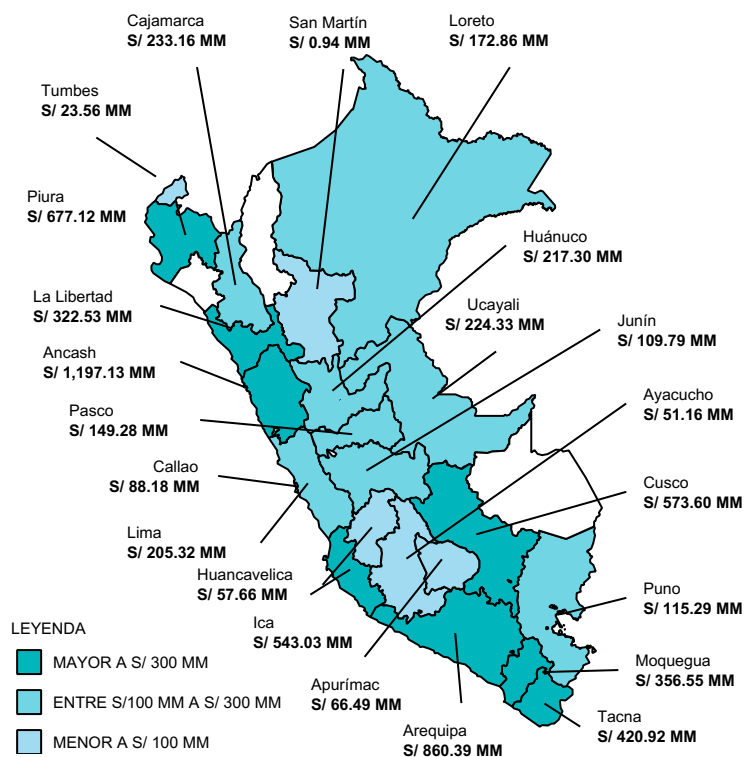 Cajamarca
S/ 233.16 MM
San Martín
S/ 0.94 MM
Loreto
S/ 172.86 MM
Tumbes
S/ 23.56 MM
Piura
S/ 677.12 MM
Huánuco
S/ 217.30 MM
La Libertad
S/ 322.53 MM
Ucayali
S/ 224.33 MM
Junín
S/ 109.79 MM
Ancash
S/ 1,197.13 MM
Ayacucho
S/ 51.16 MM
Pasco
S/ 149.28 MM
Callao
S/ 88.18 MM
Cusco
S/ 573.60 MM
Lima
S/ 205.32 MM
Huancavelica
S/ 57.66 MM
Puno
S/ 115.29 MM
Ica
S/ 543.03 MM
Moquegua
S/ 356.55 MM
Apurímac
S/ 66.49 MM
Tacna
S/ 420.92 MM
Arequipa
S/ 860.39 MM
LEYENDA
MAYOR A S/ 300 MM
ENTRE S/100 MM A S/ 300 MM
MENOR A S/ 100 MM